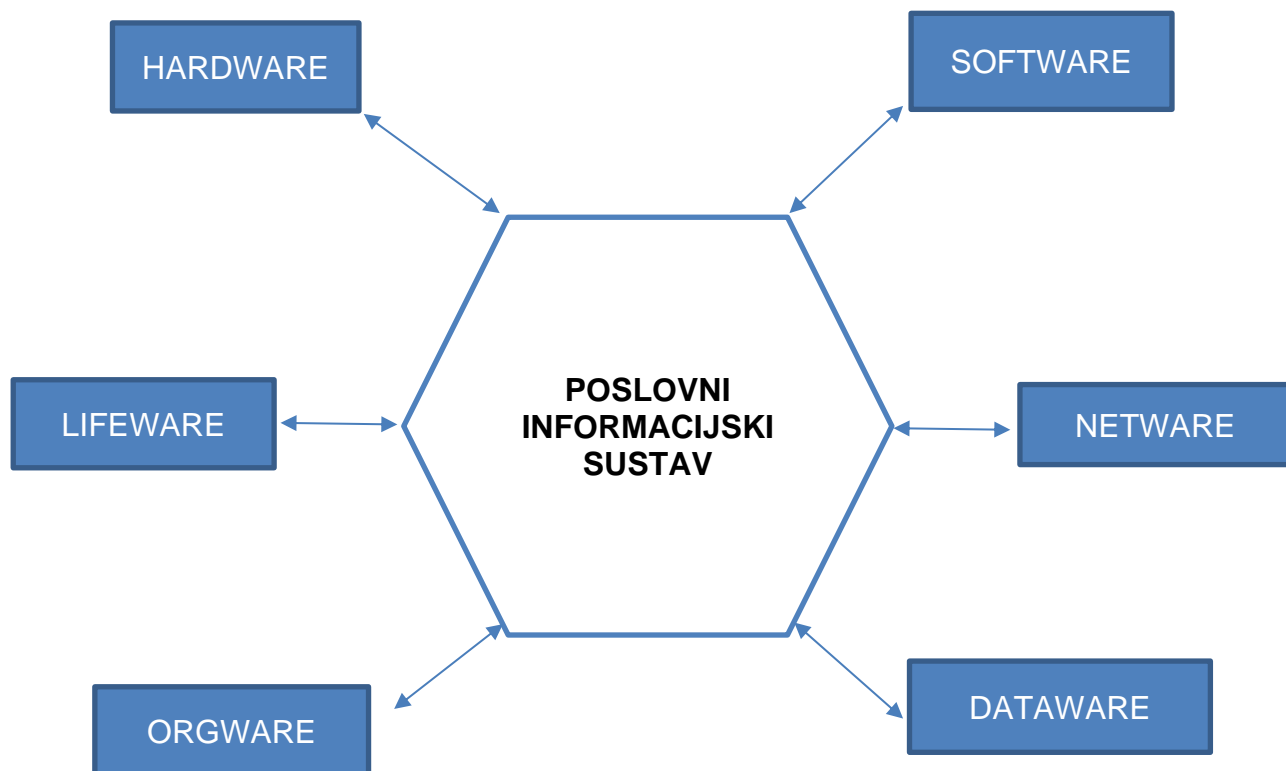 HARDWARE
SOFTWARE
LIFEWARE
POSLOVNI
INFORMACIJSKI
SUSTAV
NETWARE
ORGWARE
DATAWARE